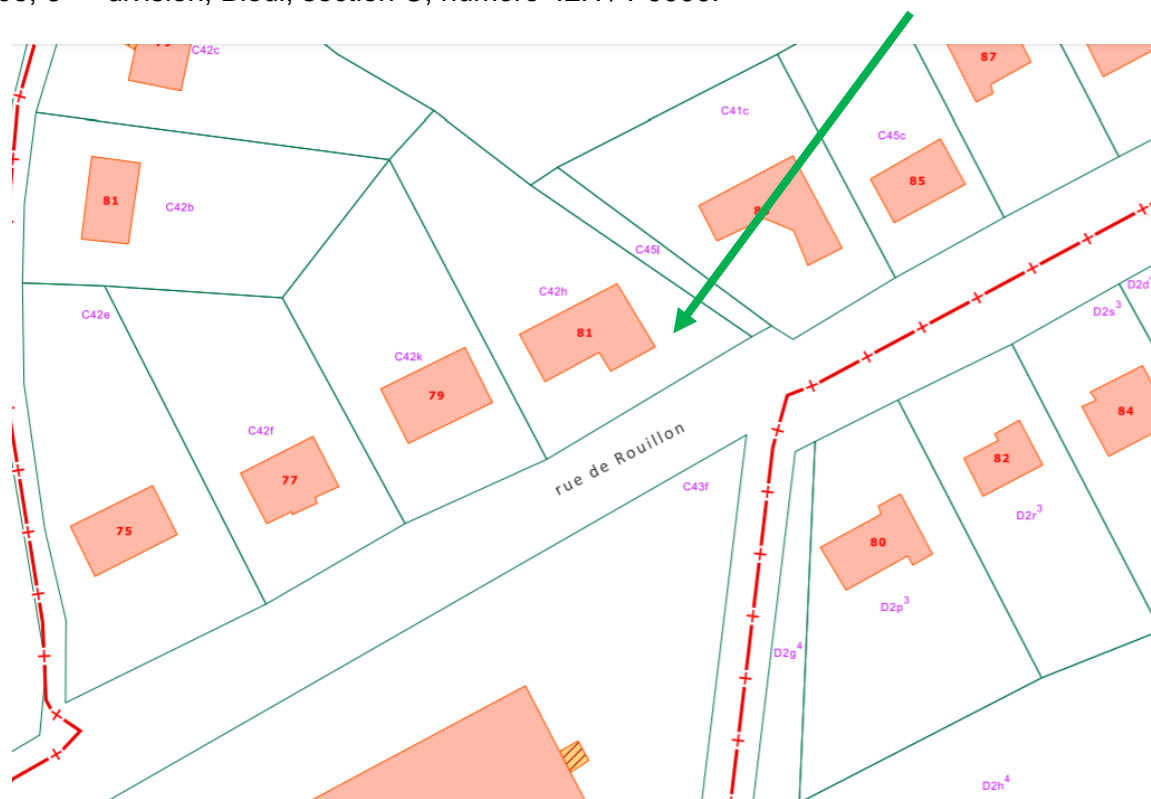 division, Bioul, section C, numéro
C42c
87
C41c
C45c
85
81
C42b
C45l
D2d
C42h
D2s³
C42e
81
C42k
79
84
C42f
rue de Rouillon
82
77
C43f
D2r³
75
80
D2p³
D2g⁴
D2h⁴